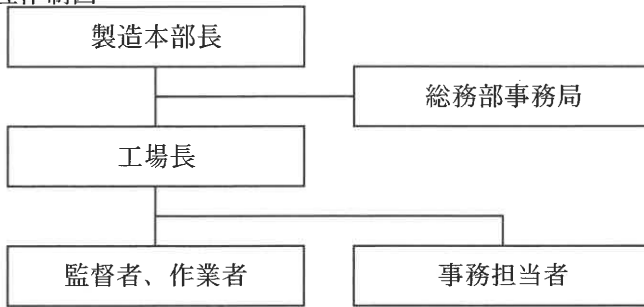 製造本部長
総務部事務局
工場長
監督者、作業者
事務担当者